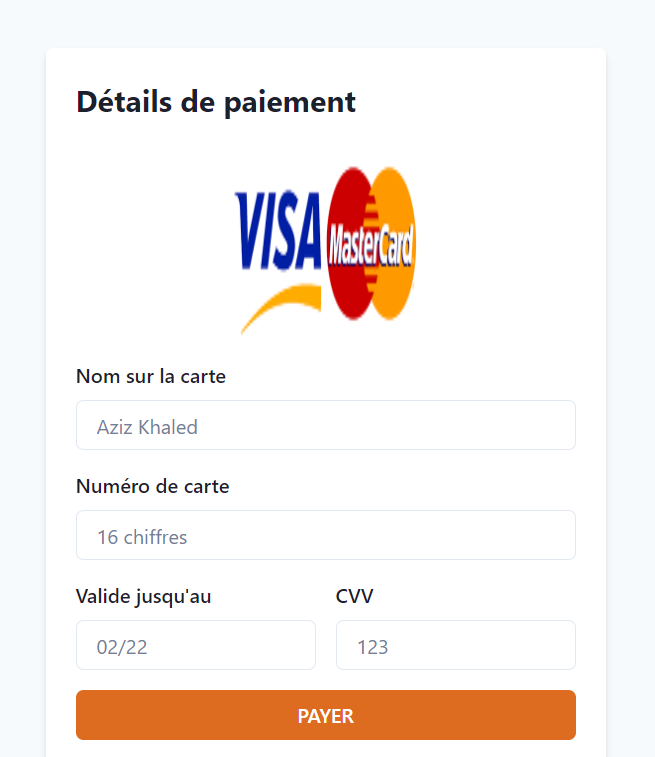 Détails de paiement
VISA MasterCard
Nom sur la carte
Aziz Khaled
Numéro de carte
16 chiffres
Valide jusqu'au CVV
02/22 123
PAYER